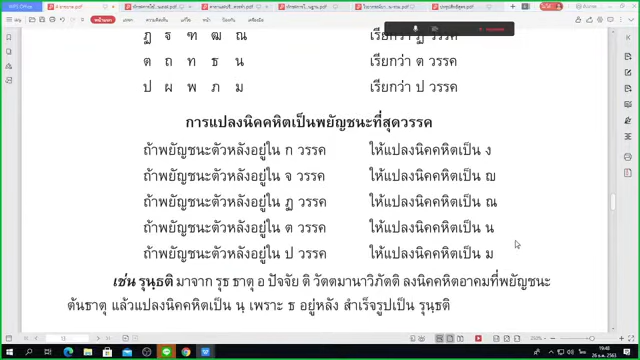 WPS Office
ฏ ฐ ฑ ฒ ณ เรียกว่า ฏ วรรค
ต ถ ท ธ น เรียกว่า ต วรรค
ป ผ พ ภ ม เรียกว่า ป วรรค
การแปลงนิคคหิตเป็นพยัญชนะที่สุดวรรค
ถ้าพยัญชนะตัวหลังอยู่ใน ก วรรค ให้แปลงนิคคหิตเป็น ง
ถ้าพยัญชนะตัวหลังอยู่ใน จ วรรค ให้แปลงนิคคหิตเป็น ญ
ถ้าพยัญชนะตัวหลังอยู่ใน ฏ วรรค ให้แปลงนิคคหิตเป็น ณ
ถ้าพยัญชนะตัวหลังอยู่ใน ต วรรค ให้แปลงนิคคหิตเป็น น
ถ้าพยัญชนะตัวหลังอยู่ใน ป วรรค ให้แปลงนิคคหิตเป็น ม
เช่น รุนฺธติ มาจาก รุธ ธาตุ อ ปัจจัย ติ วัตตมานาวิภัตติ ลงนิคคหิตอาคมที่พยัญชนะ
ต้นธาตุ แล้วแปลงนิคคหิตเป็น นฺ เพราะ ธ อยู่หลัง สำเร็จรูปเป็น รุนฺธติ
19:48